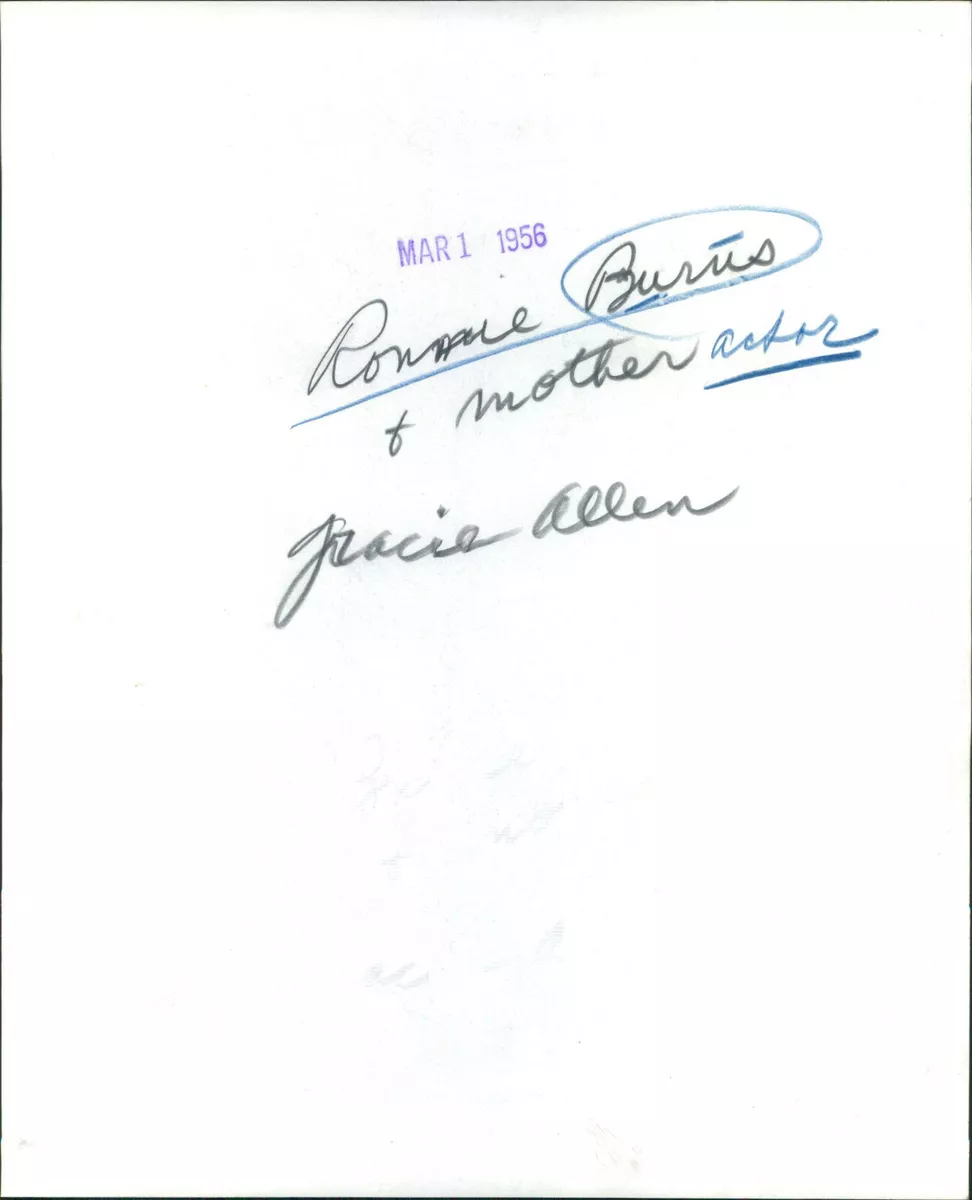 MAR 1 1956
Ronnie Burns
& mother actor
Gracie Allen